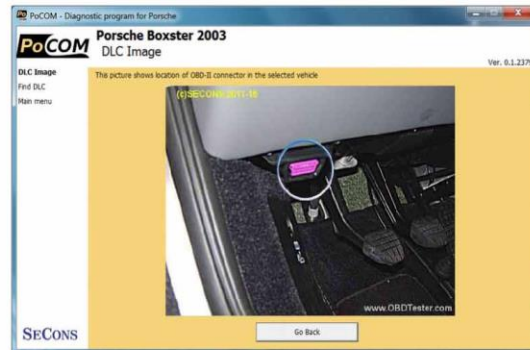 PoCOM - Diagnostic program for Porsche
PoCOM
Porsche Boxster 2003
DLC Image
Ver. 0.1.2379
DLC Image
Find DLC
Main menu
This picture shows location of OBD-II connector in the selected vehicle
(c)SECONS 2011-16
www.OBDTester.com
Go Back
SECONS